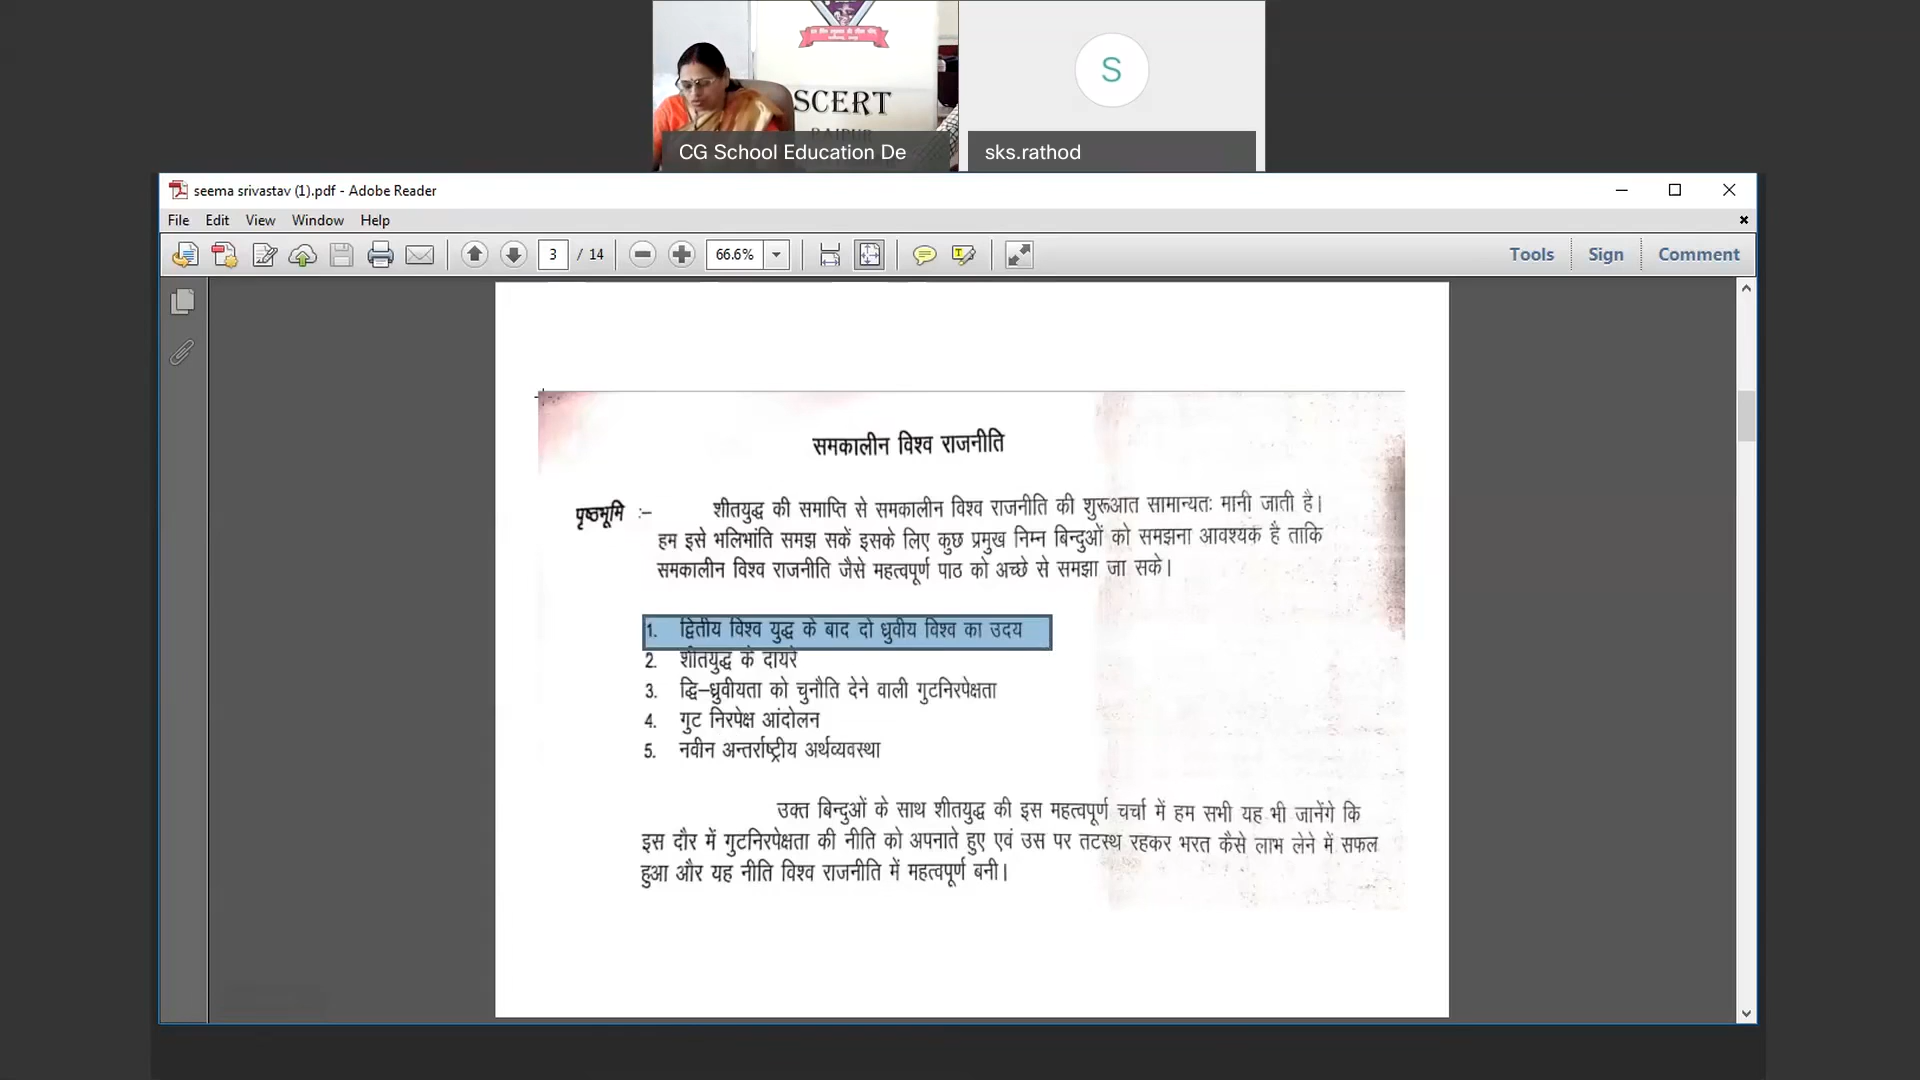 SCERT
RAIPUR
S
CG School Education De
sks.rathod
seema srivastav (1).pdf - Adobe Reader
File Edit View Window Help
3 / 14 66.6% Tools Sign Comment
समकालीन विश्व राजनीति
पृष्ठभूमि :– शीतयुद्ध की समाप्ति से समकालीन विश्व राजनीति की शुरूआत सामान्यतः मानी जाती है।
हम इसे भलिभांति समझ सकें इसके लिए कुछ प्रमुख निम्न बिन्दुओं को समझना आवश्यक है ताकि
समकालीन विश्व राजनीति जैसे महत्वपूर्ण पाठ को अच्छे से समझा जा सके।
1. द्वितीय विश्व युद्ध के बाद दो ध्रुवीय विश्व का उदय
2. शीतयुद्ध के दायरे
3. द्वि–ध्रुवीयता को चुनौति देने वाली गुटनिरपेक्षता
4. गुट निरपेक्ष आंदोलन
5. नवीन अन्तर्राष्ट्रीय अर्थव्यवस्था
उक्त बिन्दुओं के साथ शीतयुद्ध की इस महत्वपूर्ण चर्चा में हम सभी यह भी जानेंगे कि
इस दौर में गुटनिरपेक्षता की नीति को अपनाते हुए एवं उस पर तटस्थ रहकर भरत कैसे लाभ लेने में सफल
हुआ और यह नीति विश्व राजनीति में महत्वपूर्ण बनी।